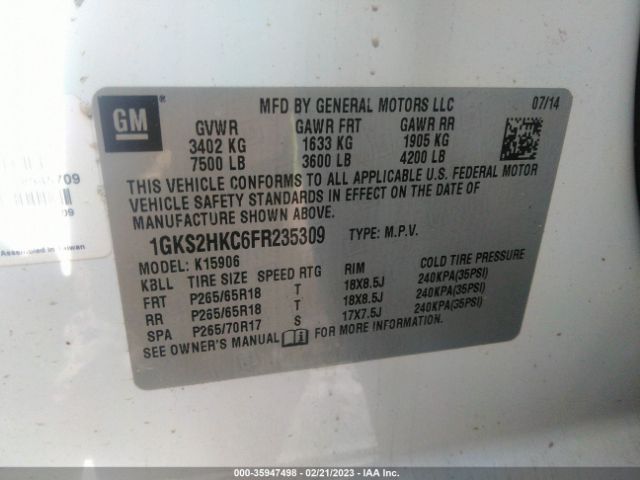 GM ®
MFD BY GENERAL MOTORS LLC 07/14
GVWR GAWR FRT GAWR RR
3402 KG 1633 KG 1905 KG
7500 LB 3600 LB 4200 LB
THIS VEHICLE CONFORMS TO ALL APPLICABLE U.S. FEDERAL MOTOR
VEHICLE SAFETY STANDARDS IN EFFECT ON THE DATE OF
MANUFACTURE SHOWN ABOVE.
1GKS2HKC6FR235309 TYPE: M.P.V.
MODEL: K15906
KBLL TIRE SIZE SPEED RTG RIM COLD TIRE PRESSURE
FRT P265/65R18 T 18X8.5J 240KPA(35PSI)
RR P265/65R18 T 18X8.5J 240KPA(35PSI)
SPA P265/70R17 S 17X7.5J 240KPA(35PSI)
SEE OWNER'S MANUAL FOR MORE INFORMATION
Assembled in Taiwan
000-35947498 - 02/21/2023 - IAA Inc.